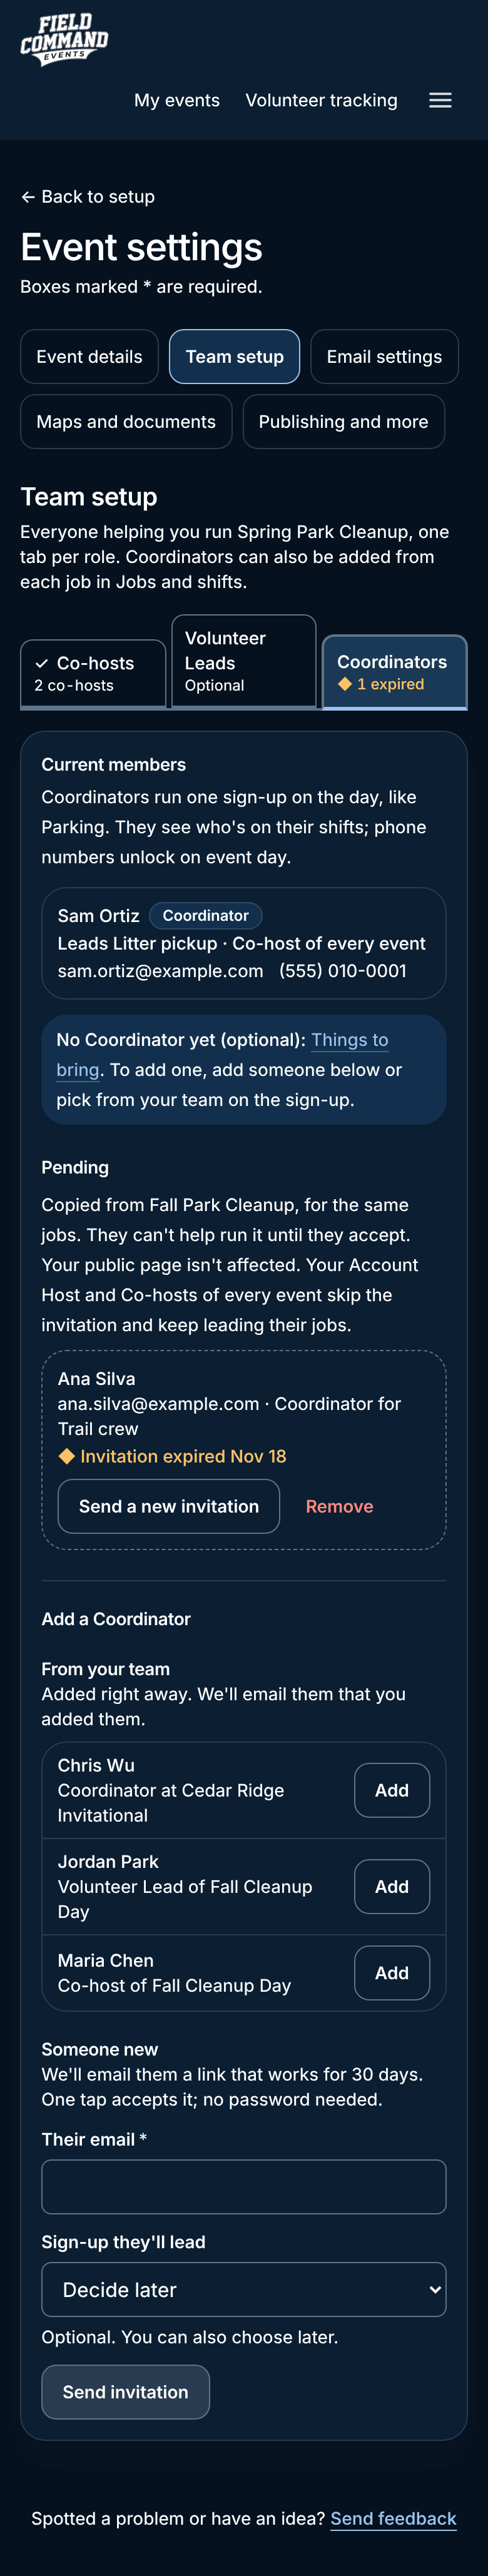 FIELD
COMMAND
EVENTS
My events Volunteer tracking
← Back to setup
Event settings
Boxes marked * are required.
Event details Team setup Email settings
Maps and documents Publishing and more
Team setup
Everyone helping you run Spring Park Cleanup, one
tab per role. Coordinators can also be added from
each job in Jobs and shifts.
✓ Co-hosts
2 co-hosts
Volunteer
Leads
Optional
Coordinators
◆ 1 expired
Current members
Coordinators run one sign-up on the day, like
Parking. They see who's on their shifts; phone
numbers unlock on event day.
Sam Ortiz Coordinator
Leads Litter pickup · Co-host of every event
sam.ortiz@example.com (555) 010-0001
No Coordinator yet (optional): Things to
bring. To add one, add someone below or
pick from your team on the sign-up.
Pending
Copied from Fall Park Cleanup, for the same
jobs. They can't help run it until they accept.
Your public page isn't affected. Your Account
Host and Co-hosts of every event skip the
invitation and keep leading their jobs.
Ana Silva
ana.silva@example.com · Coordinator for
Trail crew
◆ Invitation expired Nov 18
Send a new invitation Remove
Add a Coordinator
From your team
Added right away. We'll email them that you
added them.
Chris Wu
Coordinator at Cedar Ridge
Invitational
Add
Jordan Park
Volunteer Lead of Fall Cleanup
Day
Add
Maria Chen
Co-host of Fall Cleanup Day
Add
Someone new
We'll email them a link that works for 30 days.
One tap accepts it; no password needed.
Their email *
Sign-up they'll lead
Decide later
Optional. You can also choose later.
Send invitation
Spotted a problem or have an idea? Send feedback